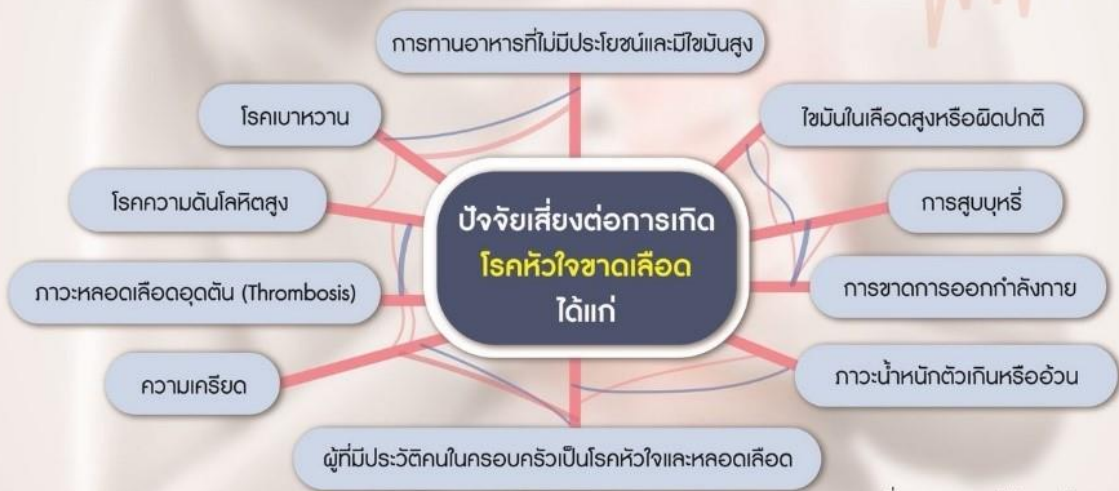 การทานอาหารที่ไม่มีประโยชน์และมีไขมันสูง
โรคเบาหวาน
ไขมันในเลือดสูงหรือผิดปกติ
โรคความดันโลหิตสูง
การสูบบุหรี่
ปัจจัยเสี่ยงต่อการเกิด
โรคหัวใจขาดเลือด
ได้แก่
ภาวะหลอดเลือดอุดตัน (Thrombosis)
การขาดการออกกำลังกาย
ความเครียด
ภาวะน้ำหนักตัวเกินหรืออ้วน
ผู้ที่มีประวัติคนในครอบครัวเป็นโรคหัวใจและหลอดเลือด